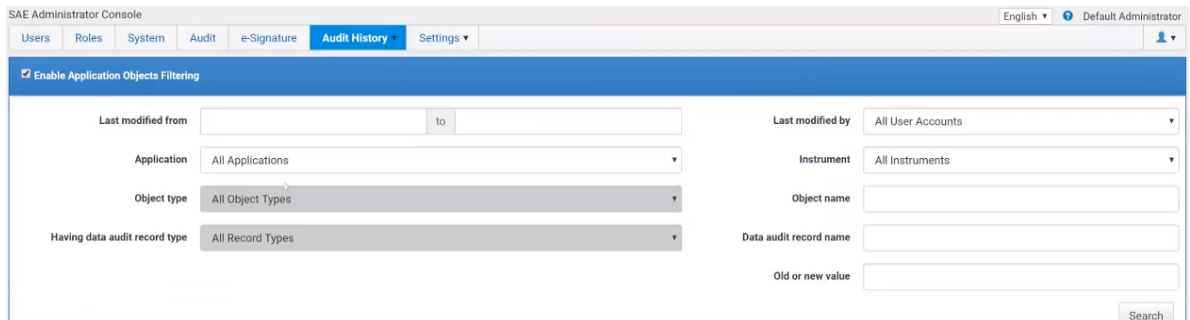 SAE Administrator Console English Default Administrator
Users Roles System Audit e-Signature Audit History Settings
Enable Application Objects Filtering
Last modified from to Last modified by All User Accounts
Application All Applications Instrument All Instruments
Object type All Object Types Object name
Having data audit record type All Record Types Data audit record name
Old or new value
Search